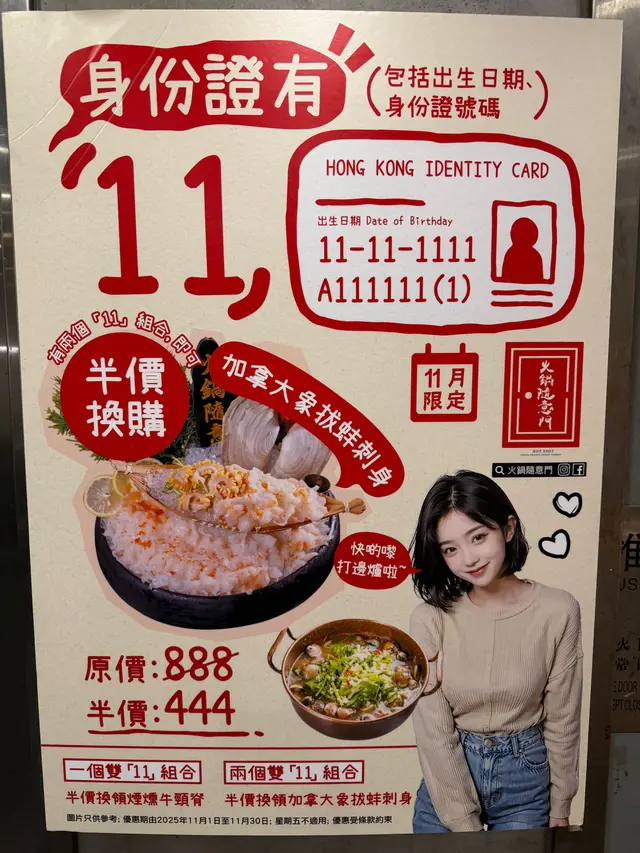 身份證有
(包括出生日期、
身份證號碼)
"11"
HONG KONG IDENTITY CARD
出生日期 Date of Birthday
11-11-1111
A111111(1)
有兩個「11」組合,即可
半價
換購
加拿大象拔蚌刺身
11月
限定
火鍋隨意門
火鍋隨意門
快啲嚟
打邊爐啦~
原價:888
半價:444
一個雙「11」組合
半價換領煙燻牛頸脊
兩個雙「11」組合
半價換領加拿大象拔蚌刺身
圖片只供參考; 優惠期由2025年11月1日至11月30日; 星期五不適用; 優惠受條款約束